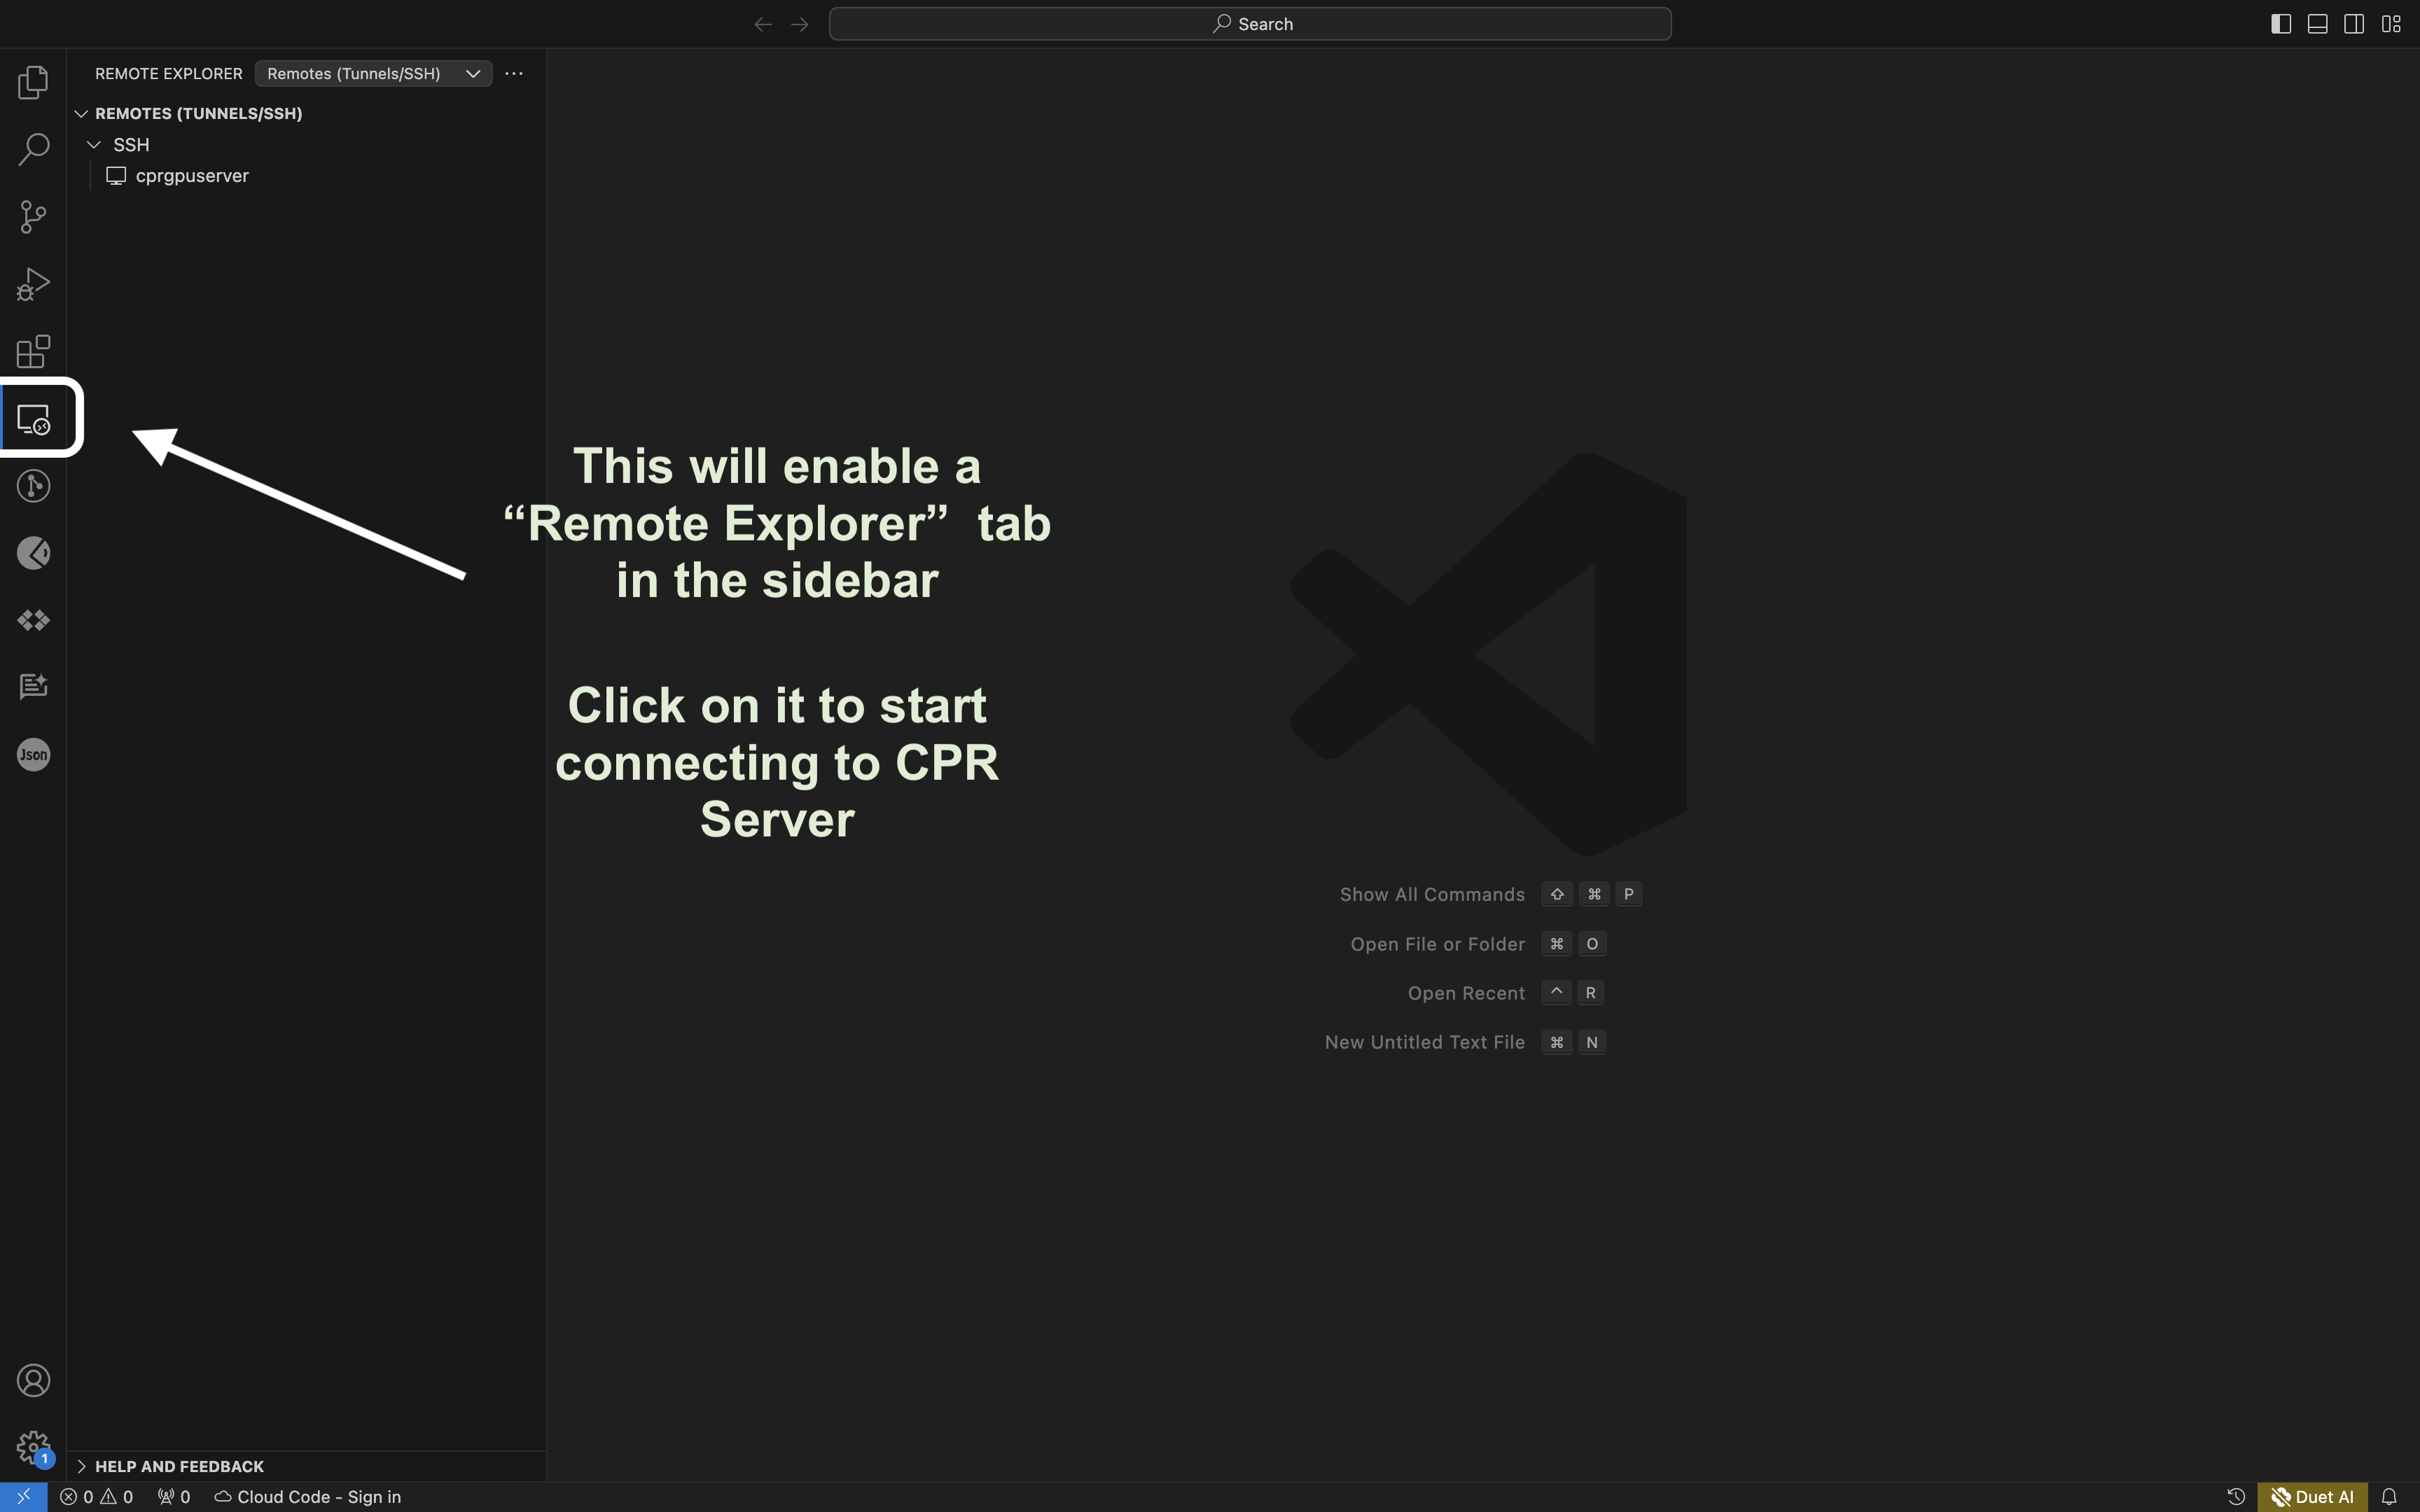 Search
REMOTE EXPLORER
Remotes (Tunnels/SSH)
REMOTES (TUNNELS/SSH)
SSH
cprgpuserver
This will enable a
“Remote Explorer” tab
in the sidebar
Click on it to start
connecting to CPR
Server
Json
Show All Commands ⇧ ⌘ P
Open File or Folder ⌘ O
Open Recent ^ R
New Untitled Text File ⌘ N
1
HELP AND FEEDBACK
0 0 0 Cloud Code - Sign in
Duet AI